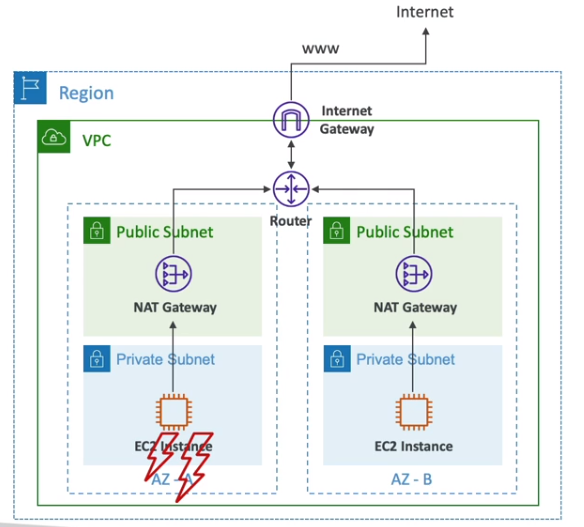 Internet
www
Region
Internet
Gateway
VPC
Router
Public Subnet
Public Subnet
NAT Gateway
NAT Gateway
Private Subnet
Private Subnet
EC2 Instance
EC2 Instance
AZ - A
AZ - B